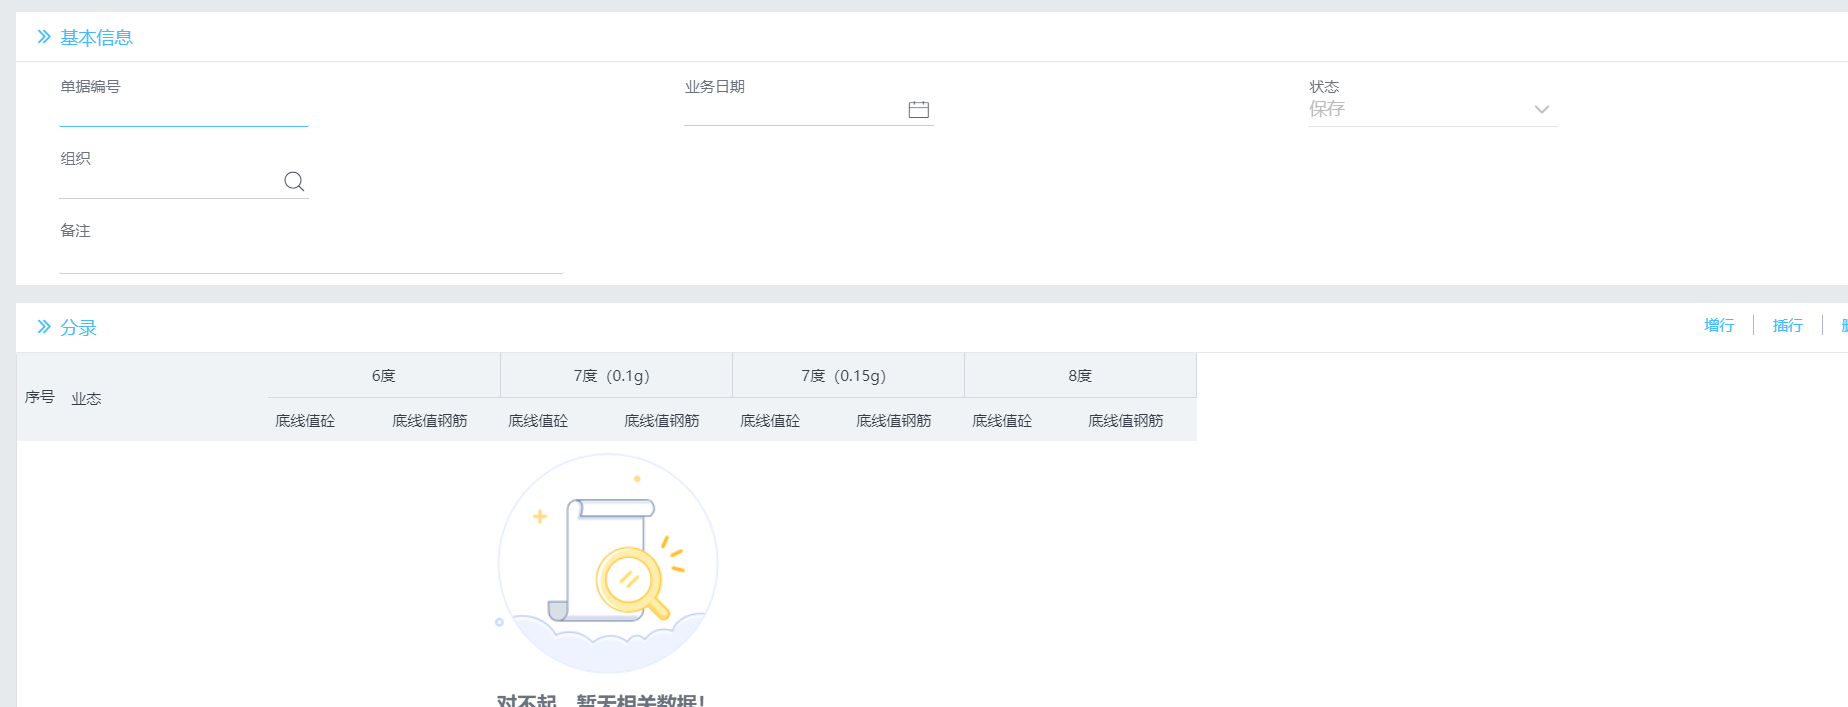 基本信息
单据编号 业务日期 状态
保存
组织
备注
分录 增行 插行
序号 业态 6度 7度（0.1g） 7度（0.15g） 8度
底线值砼 底线值钢筋 底线值砼 底线值钢筋 底线值砼 底线值钢筋 底线值砼 底线值钢筋
对不起，暂无相关数据！